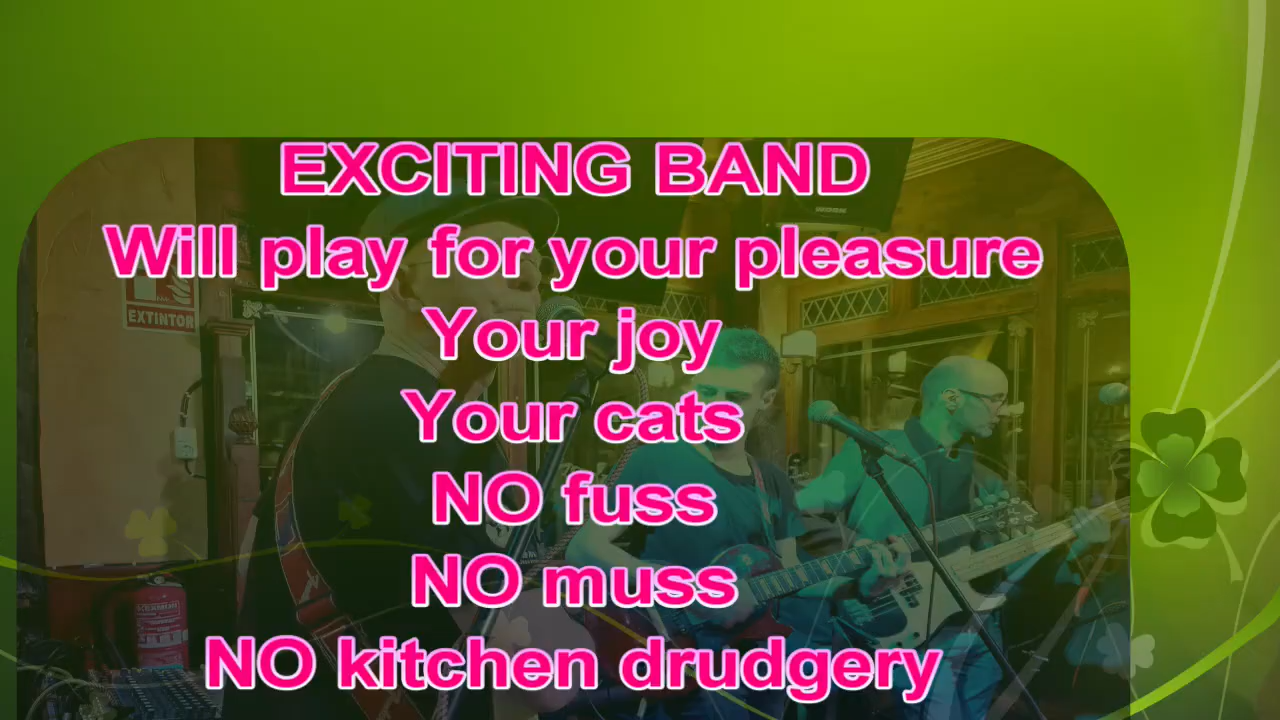 EXCITING BAND
Will play for your pleasure
EXTINTOR
Your joy
Your cats
NO fuss
NO muss
NO kitchen drudgery